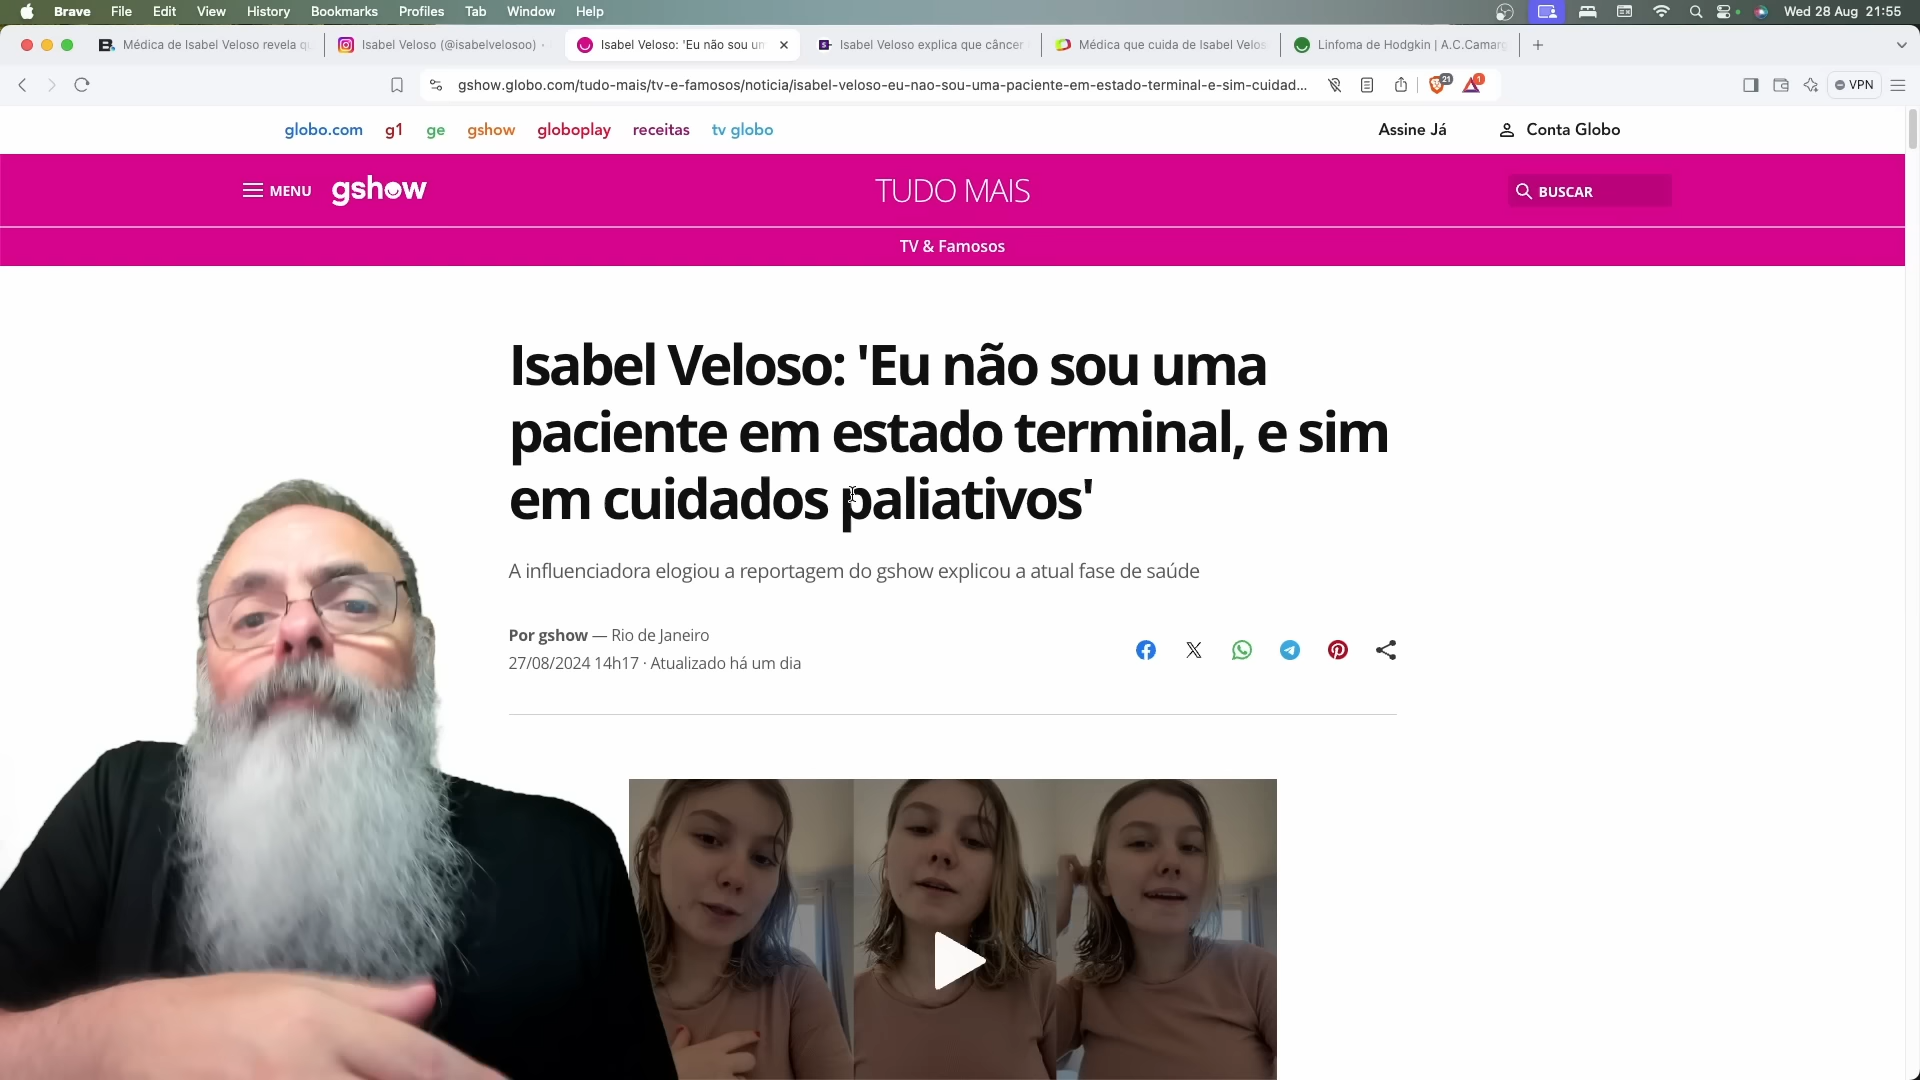 Brave File Edit View History Bookmarks Profiles Tab Window Help Wed 28 Aug 21:55
Médica de Isabel Veloso revela q
Isabel Veloso (@isabelvelosoo) ·
Isabel Veloso: 'Eu não sou um
Isabel Veloso explica que câncer
Médica que cuida de Isabel Velos
Linfoma de Hodgkin | A.C.Camarg
gshow.globo.com/tudo-mais/tv-e-famosos/noticia/isabel-veloso-eu-nao-sou-uma-paciente-em-estado-terminal-e-sim-cuidad...
21
1
VPN
globo.com g1 ge gshow globoplay receitas tv globo Assine Já Conta Globo
MENU gshow TUDO MAIS BUSCAR
TV & Famosos
Isabel Veloso: 'Eu não sou uma
paciente em estado terminal, e sim
em cuidados paliativos'
A influenciadora elogiou a reportagem do gshow explicou a atual fase de saúde
Por gshow — Rio de Janeiro
27/08/2024 14h17 · Atualizado há um dia